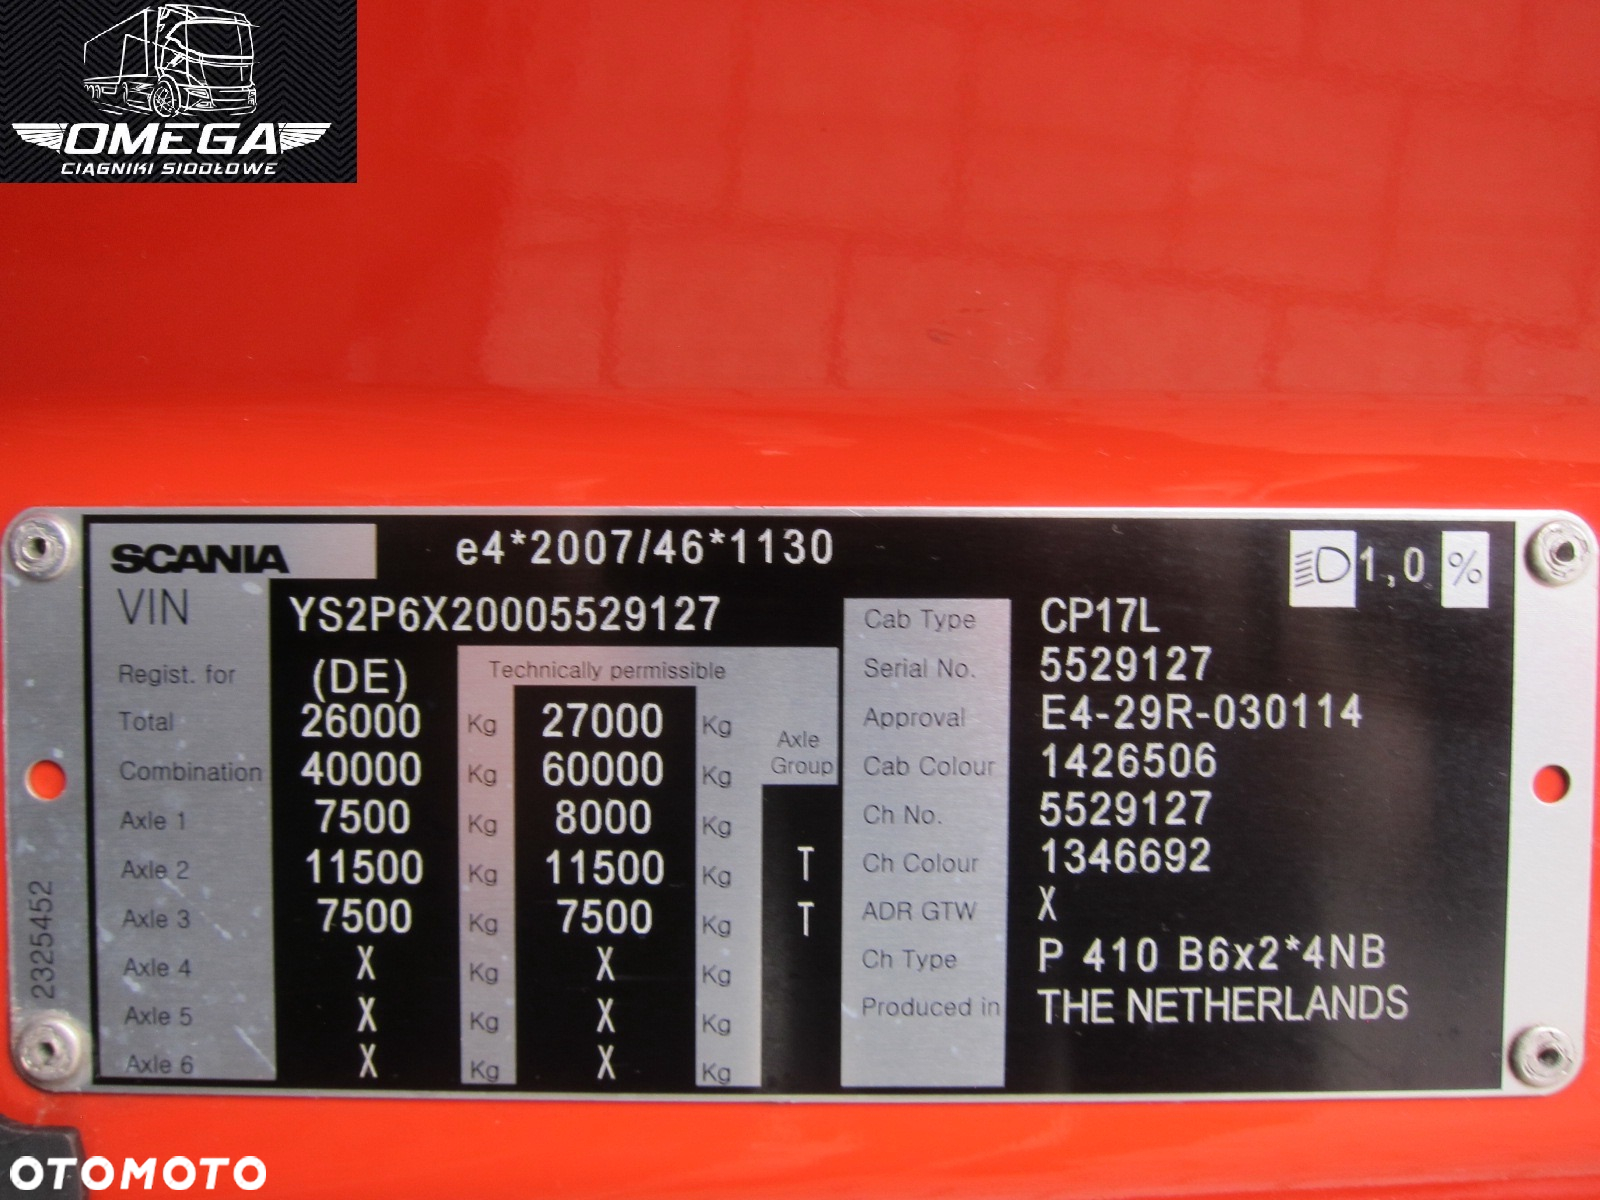 OMEGA
CIĄGNIKI SIODŁOWE
SCANIA e4*2007/46*1130 1,0 %
VIN YS2P6X20005529127
Regist. for (DE) Technically permissible
Total 26000 Kg 27000 Kg
Combination 40000 Kg 60000 Kg Axle Group
Axle 1 7500 Kg 8000 Kg
Axle 2 11500 Kg 11500 Kg T
Axle 3 7500 Kg 7500 Kg T
Axle 4 X Kg X Kg
Axle 5 X Kg X Kg
Axle 6 X Kg X Kg
Cab Type CP17L
Serial No. 5529127
Approval E4-29R-030114
Cab Colour 1426506
Ch No. 5529127
Ch Colour 1346692
ADR GTW X
Ch Type P 410 B6x2*4NB
Produced in THE NETHERLANDS
2325452
OTOMOTO